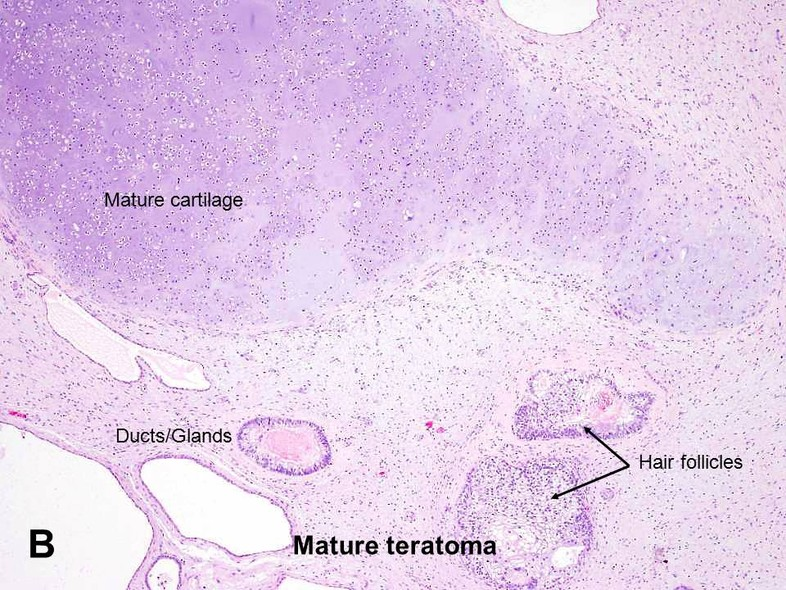 Mature cartilage
Ducts/Glands
Hair follicles
B
Mature teratoma